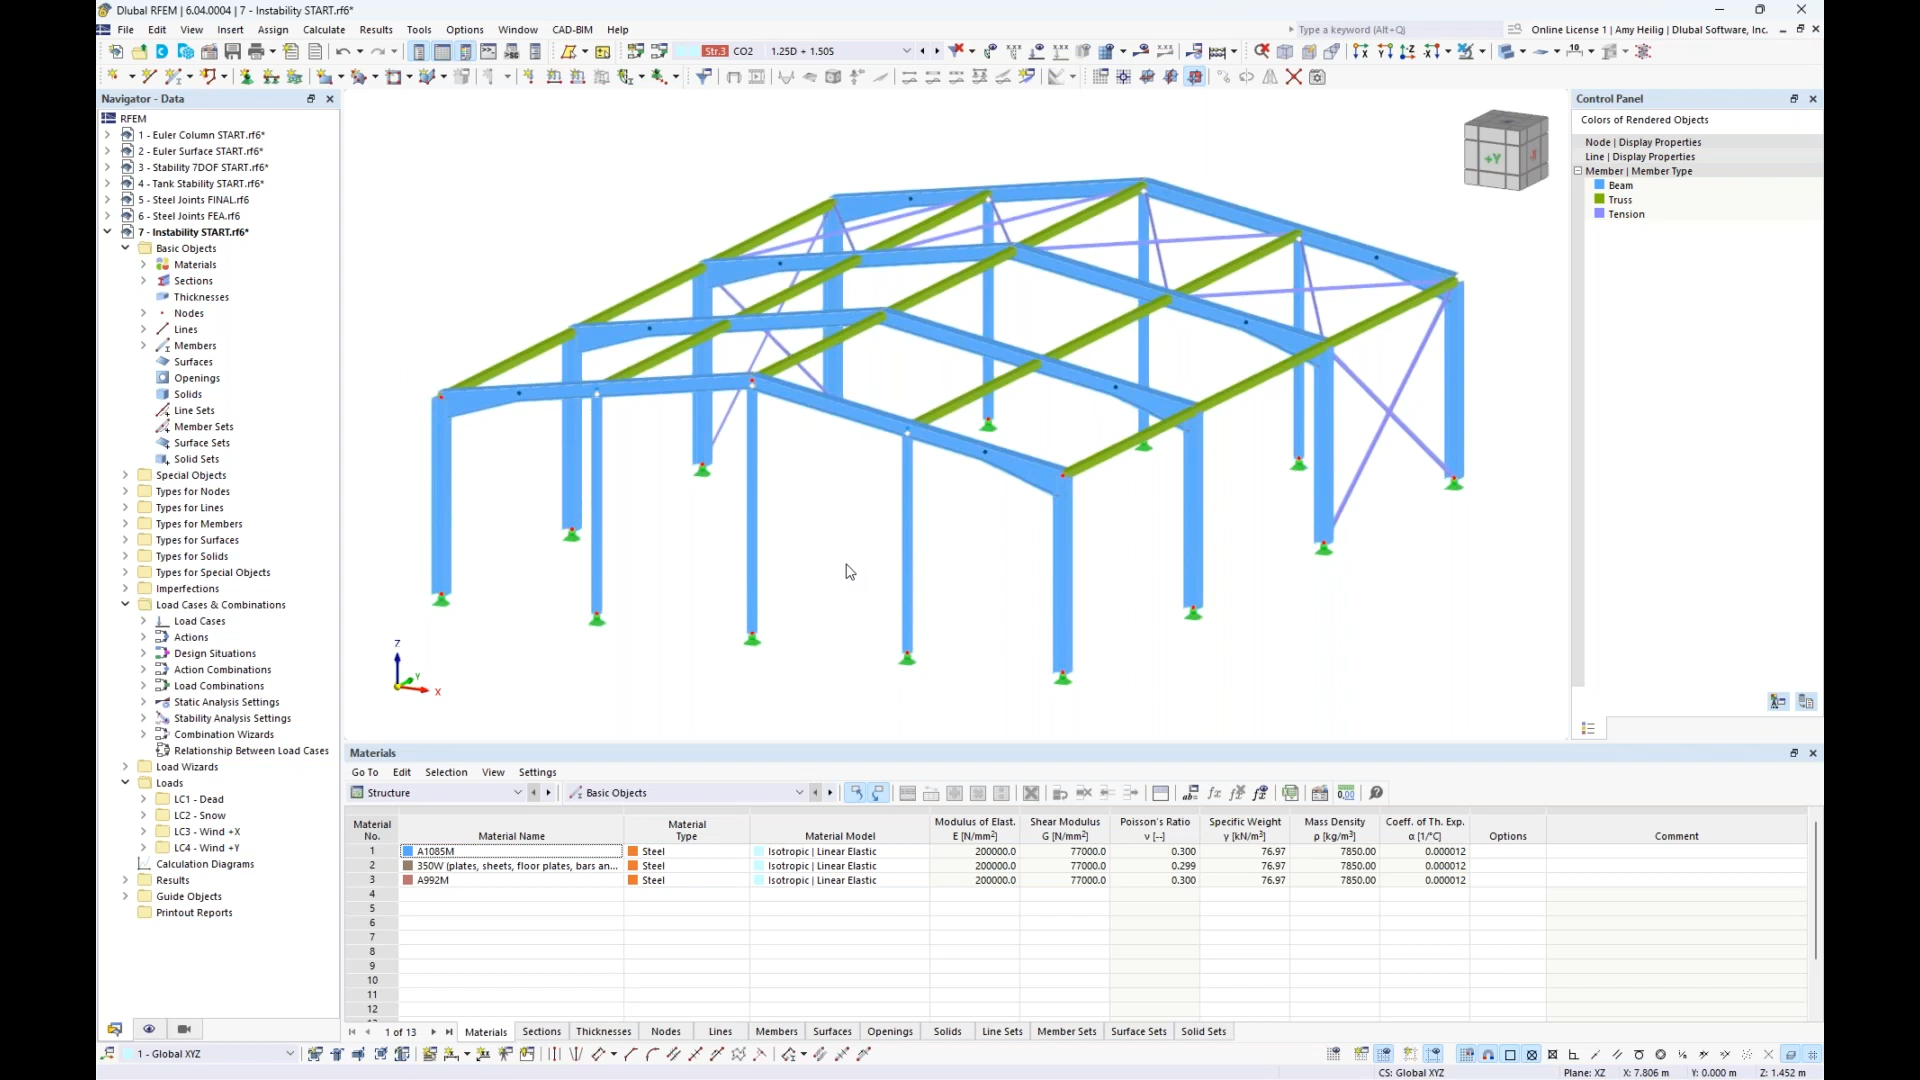 Dlubal RFEM | 6.04.0004 | 7 - Instability START.rf6*
File Edit View Insert Assign Calculate Results Tools Options Window CAD-BIM Help
Type a keyword (Alt+Q)
Online License 1 | Amy Heilig | Dlubal Software, Inc.
Str.3 CO2 1.25D + 1.50S
Navigator - Data
RFEM
1 - Euler Column START.rf6*
2 - Euler Surface START.rf6*
3 - Stability 7DOF START.rf6*
4 - Tank Stability START.rf6*
5 - Steel Joints FINAL.rf6
6 - Steel Joints FEA.rf6
7 - Instability START.rf6*
Basic Objects
Materials
Sections
Thicknesses
Nodes
Lines
Members
Surfaces
Openings
Solids
Line Sets
Member Sets
Surface Sets
Solid Sets
Special Objects
Types for Nodes
Types for Lines
Types for Members
Types for Surfaces
Types for Solids
Types for Special Objects
Imperfections
Load Cases & Combinations
Load Cases
Actions
Design Situations
Action Combinations
Load Combinations
Static Analysis Settings
Stability Analysis Settings
Combination Wizards
Relationship Between Load Cases
Load Wizards
Loads
LC1 - Dead
LC2 - Snow
LC3 - Wind +X
LC4 - Wind +Y
Calculation Diagrams
Results
Guide Objects
Printout Reports
+Y
Z
Y
X
Control Panel
Colors of Rendered Objects
Node | Display Properties
Line | Display Properties
Member | Member Type
Beam
Truss
Tension
Materials
Go To Edit Selection View Settings
Structure Basic Objects
Material No. Material Name Material Type Material Model Modulus of Elast. E [N/mm²] Shear Modulus G [N/mm²] Poisson's Ratio ν [--] Specific Weight γ [kN/m³] Mass Density ρ [kg/m³] Coeff. of Th. Exp. α [1/°C] Options Comment
1 A1085M Steel Isotropic | Linear Elastic 200000.0 77000.0 0.300 76.97 7850.00 0.000012
2 350W (plates, sheets, floor plates, bars an... Steel Isotropic | Linear Elastic 200000.0 77000.0 0.299 76.97 7850.00 0.000012
3 A992M Steel Isotropic | Linear Elastic 200000.0 77000.0 0.300 76.97 7850.00 0.000012
4
5
6
7
8
9
10
11
12
1 of 13 Materials Sections Thicknesses Nodes Lines Members Surfaces Openings Solids Line Sets Member Sets Surface Sets Solid Sets
1 - Global XYZ
CS: Global XYZ Plane: XZ X: 7.806 m Y: 0.000 m Z: 1.452 m